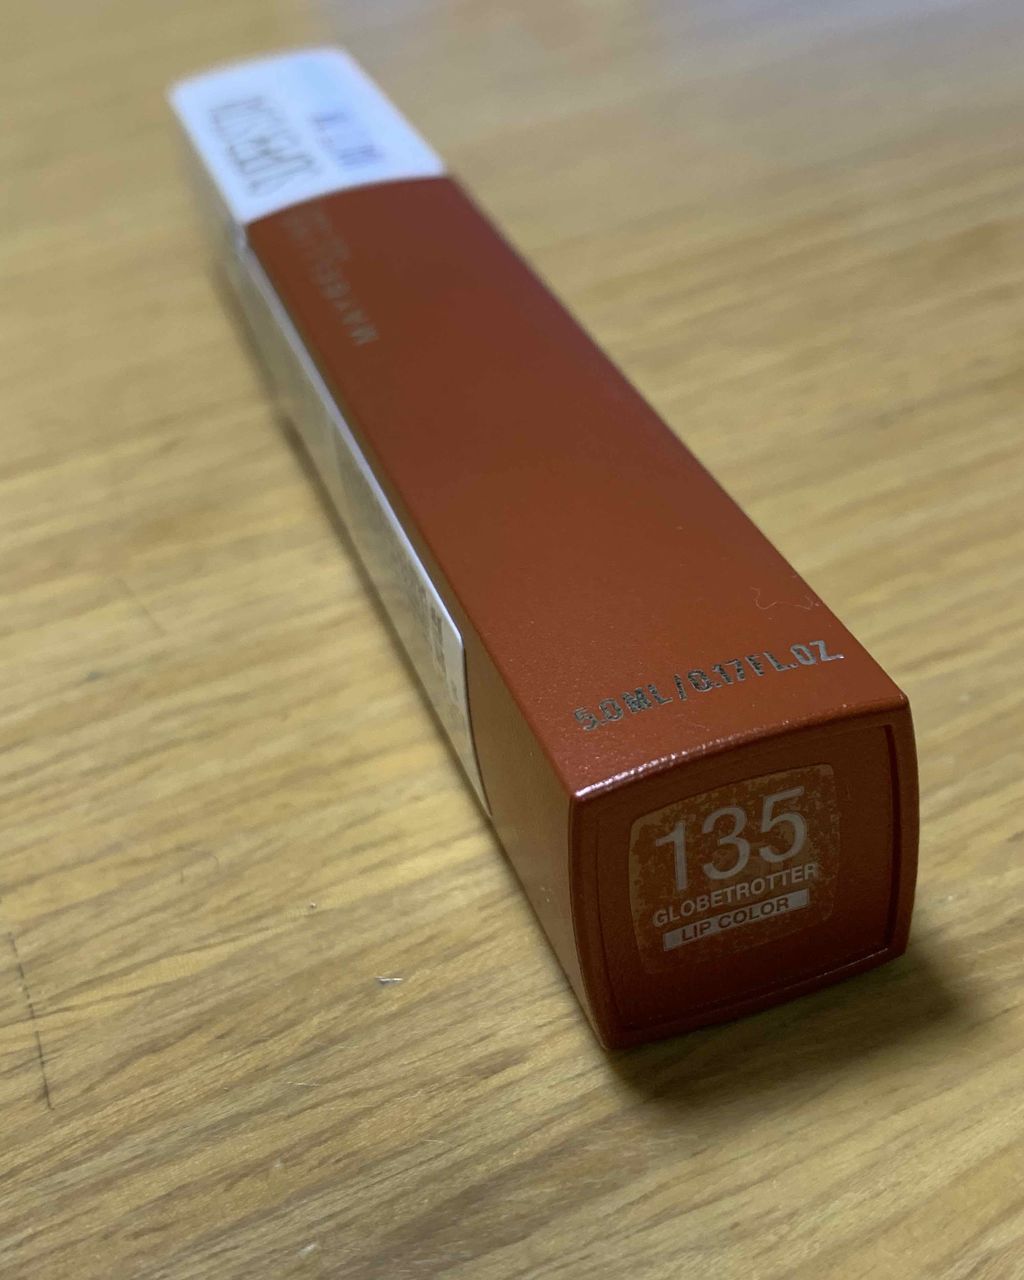 SUPERSTAY
MAYBELLINE
5.0ML/0.17FL.OZ.
135
GLOBETROTTER
LIP COLOR